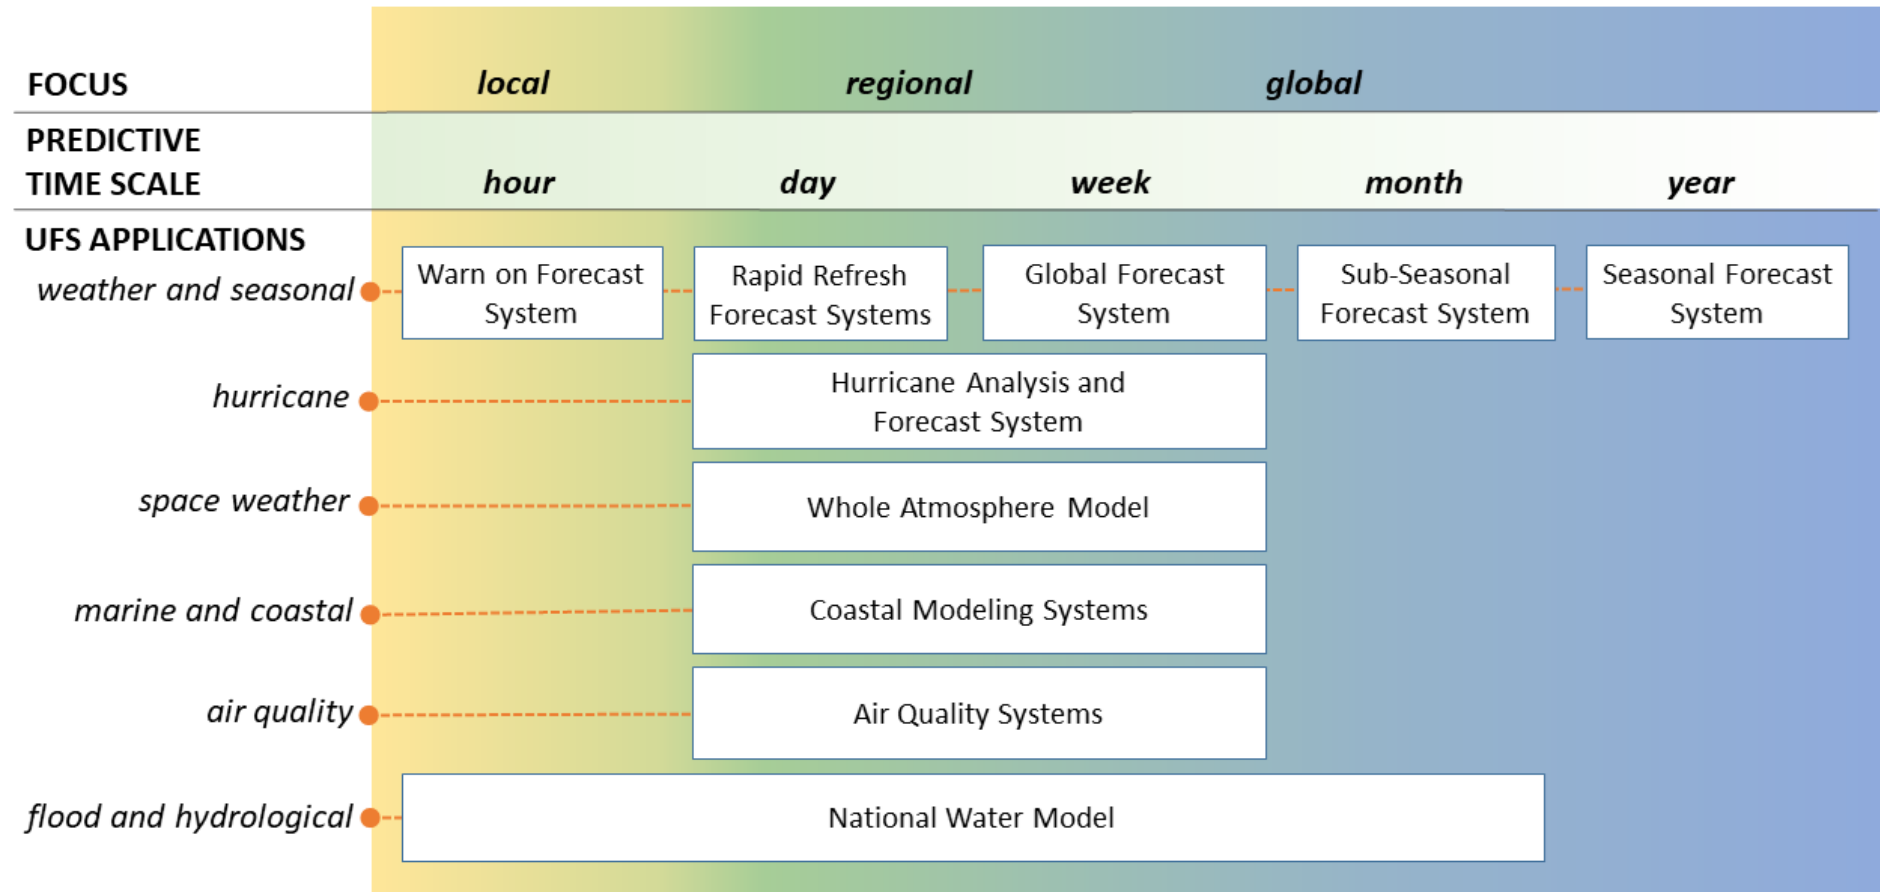 FOCUS local regional global
PREDICTIVE
TIME SCALE hour day week month year
UFS APPLICATIONS
weather and seasonal
Warn on Forecast
System
Rapid Refresh
Forecast Systems
Global Forecast
System
Sub-Seasonal
Forecast System
Seasonal Forecast
System
hurricane
Hurricane Analysis and
Forecast System
space weather
Whole Atmosphere Model
marine and coastal
Coastal Modeling Systems
air quality
Air Quality Systems
flood and hydrological
National Water Model